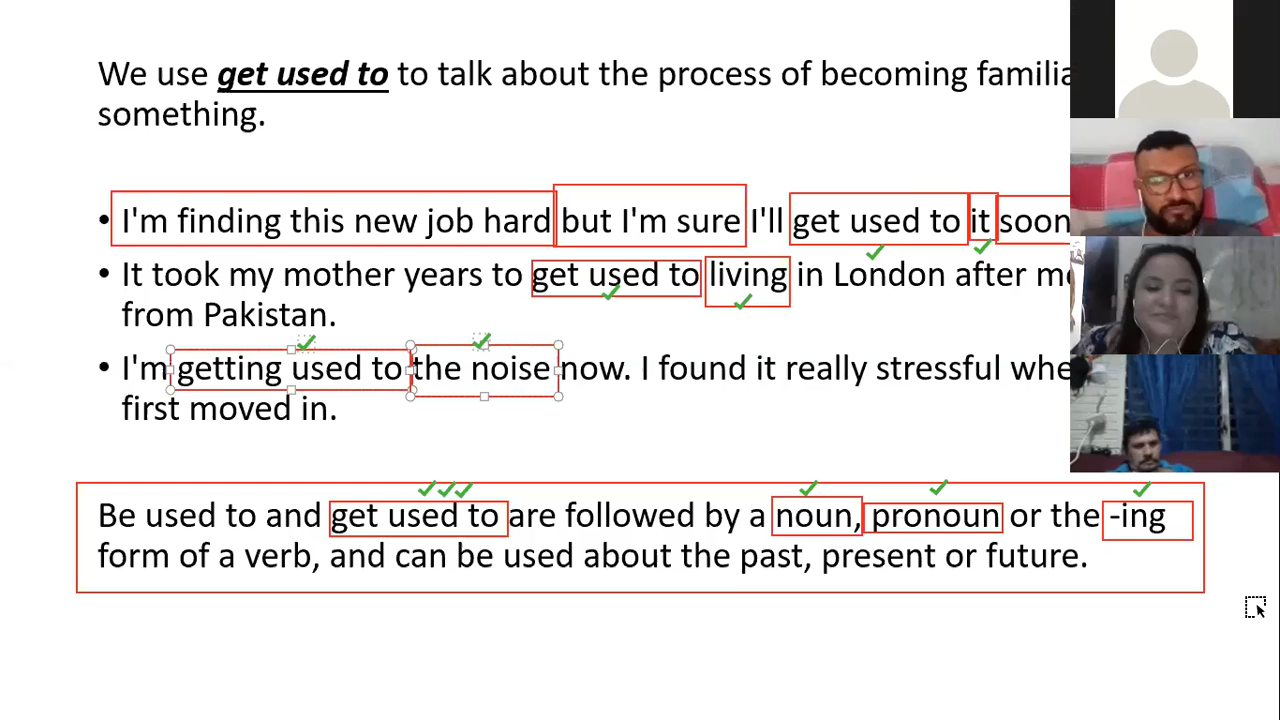 We use get used to to talk about the process of becoming
something.
• I'm finding this new job hard but I'm sure I'll get used to it soon
• It took my mother years to get used to living in London after
from Pakistan.
• I'm getting used to the noise now. I found it really stressful
first moved in.
Be used to and get used to are followed by a noun, pronoun or the -ing
form of a verb, and can be used about the past, present or future.